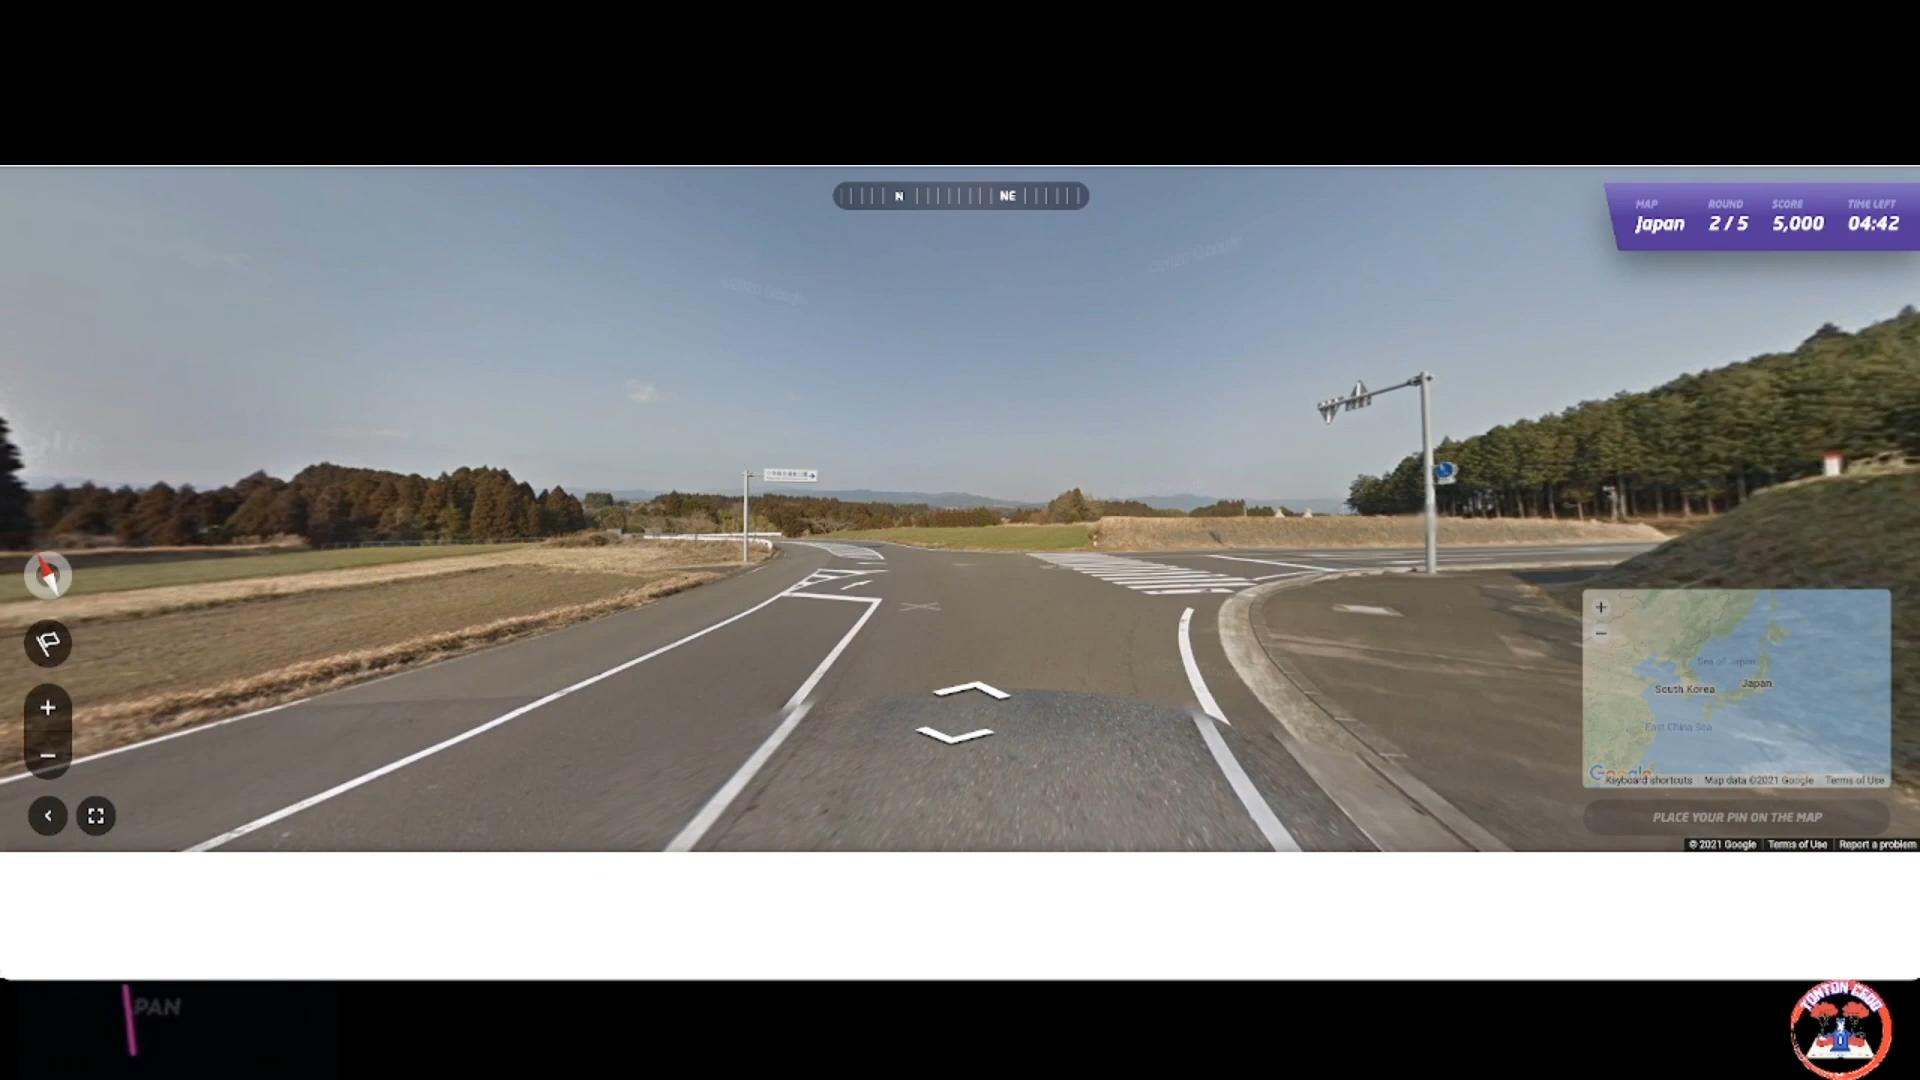 N NE
MAP ROUND SCORE TIME LEFT
Japan 2 / 5 5,000 04:42
Sea of Japan
South Korea
Japan
East China Sea
Google
Keyboard shortcuts Map data ©2021 Google Terms of Use
PLACE YOUR PIN ON THE MAP
© 2021 Google Terms of Use Report a problem
PAN
TONTON